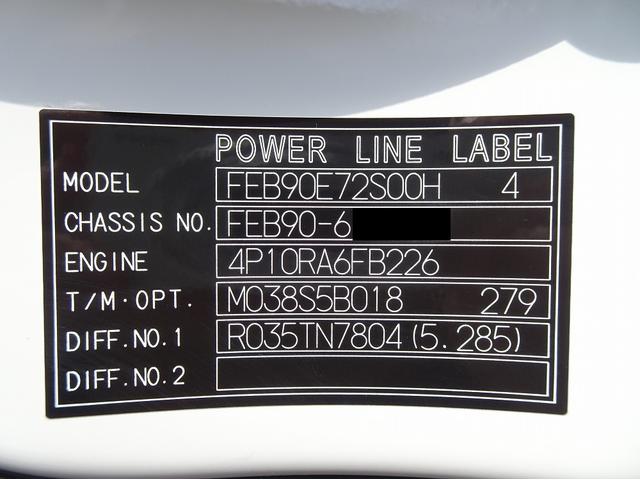 POWER LINE LABEL
MODEL FEB90E72S00H 4
CHASSIS NO. FEB90-6
ENGINE 4P10RA6FB226
T/M·OPT. M038S5B018 279
DIFF.NO.1 R035TN7804(5.285)
DIFF.NO.2